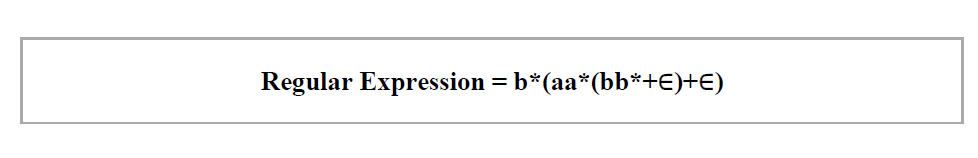 Regular Expression = b*(aa*(bb*+∈)+∈)